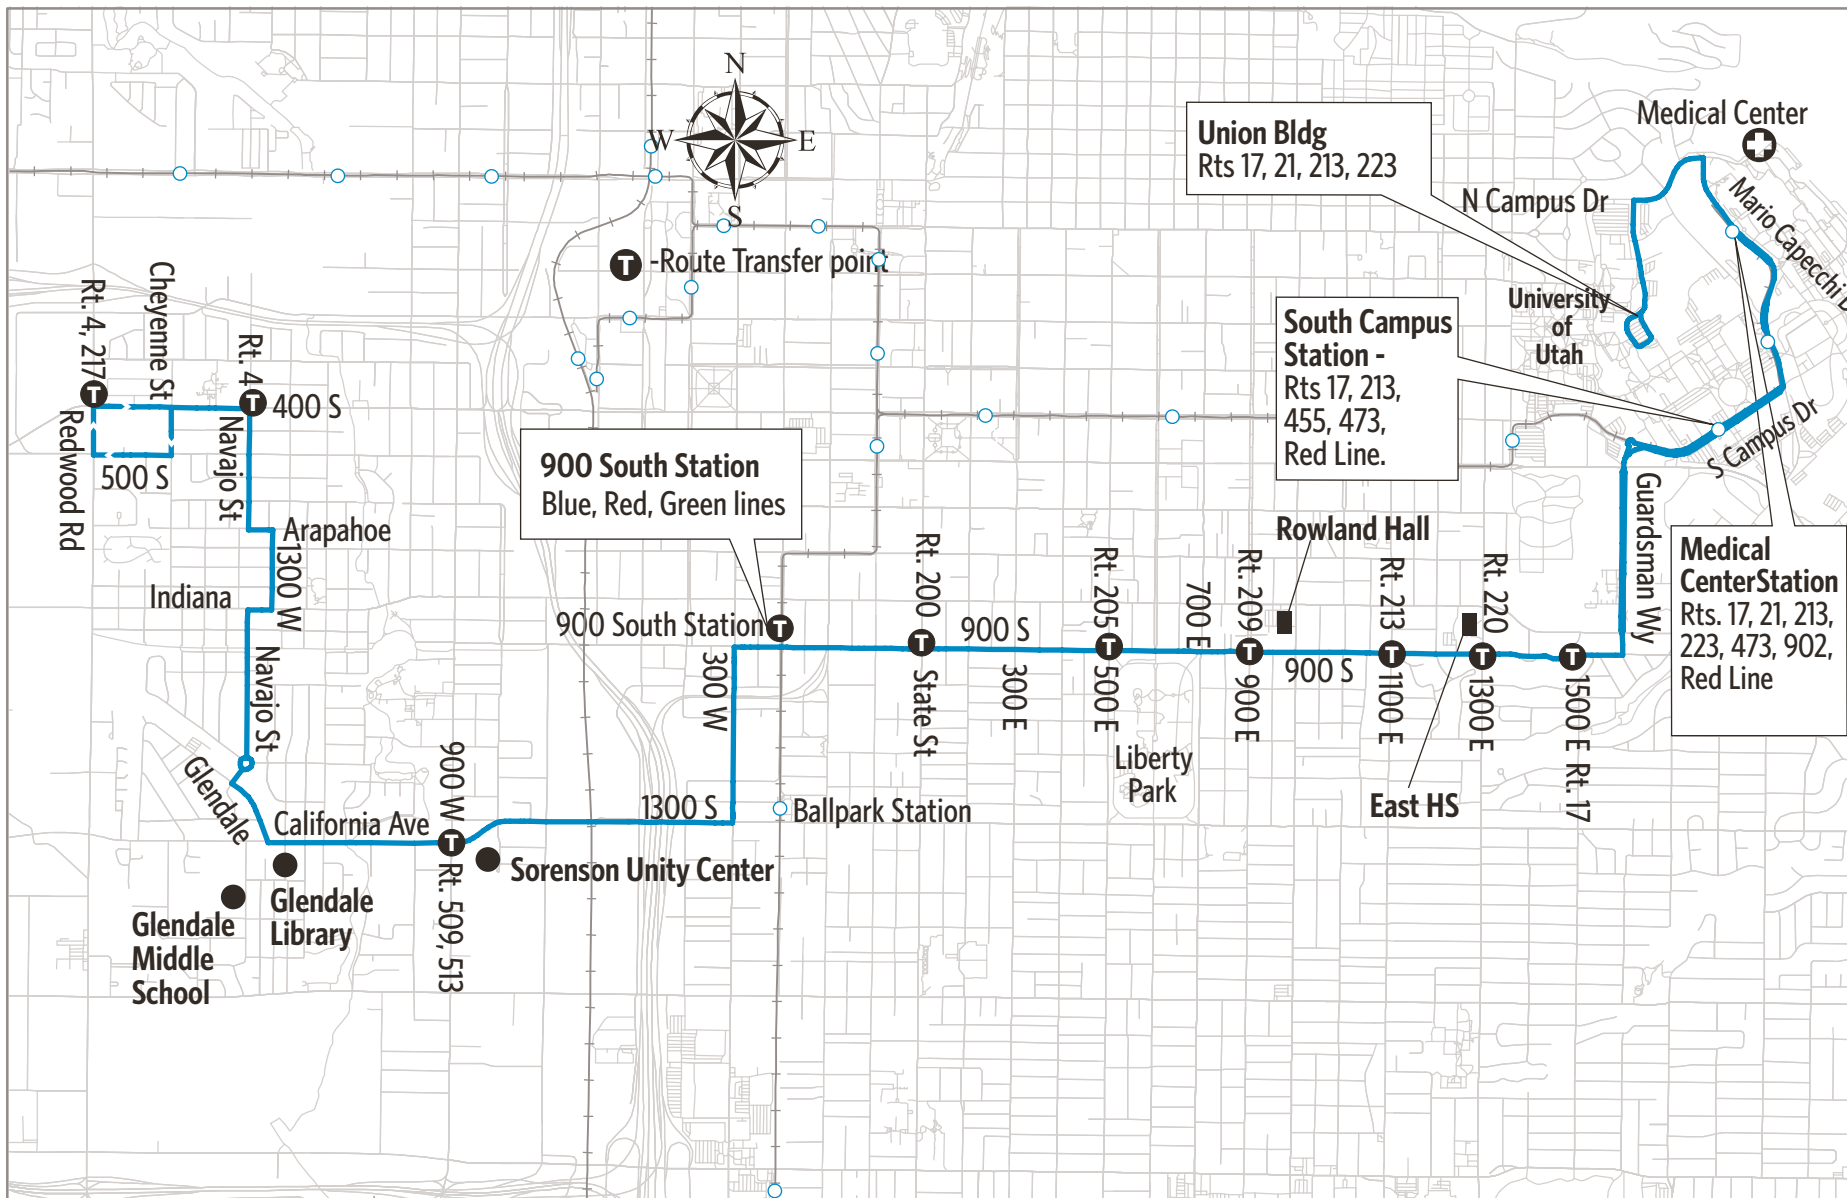 N
W
E
S
T -Route Transfer point
Union Bldg
Rts 17, 21, 213, 223
Medical Center
N Campus Dr
Mario Capecchi D
University
of
Utah
South Campus
Station -
Rts 17, 213,
455, 473,
Red Line.
S Campus Dr
Guardsman Wy
Medical
CenterStation
Rts. 17, 21, 213,
223, 473, 902,
Red Line
Rt. 4, 217
T
Cheyenne St
Rt. 4
T
400 S
Redwood Rd
500 S
Navajo St
Arapahoe
1300 W
Indiana
Navajo St
Glendale
California Ave
900 W
T
Rt. 509, 513
Sorenson Unity Center
Glendale
Library
Glendale
Middle
School
1300 S
300 W
900 South Station
Blue, Red, Green lines
900 South Station
T
Ballpark Station
Rt. 200
T
State St
900 S
300 E
Rt. 205
T
500 E
Liberty
Park
700 E
Rt. 209
T
900 E
Rowland Hall
900 S
Rt. 213
T
1100 E
East HS
Rt. 220
T
1300 E
T
1500 E Rt. 17